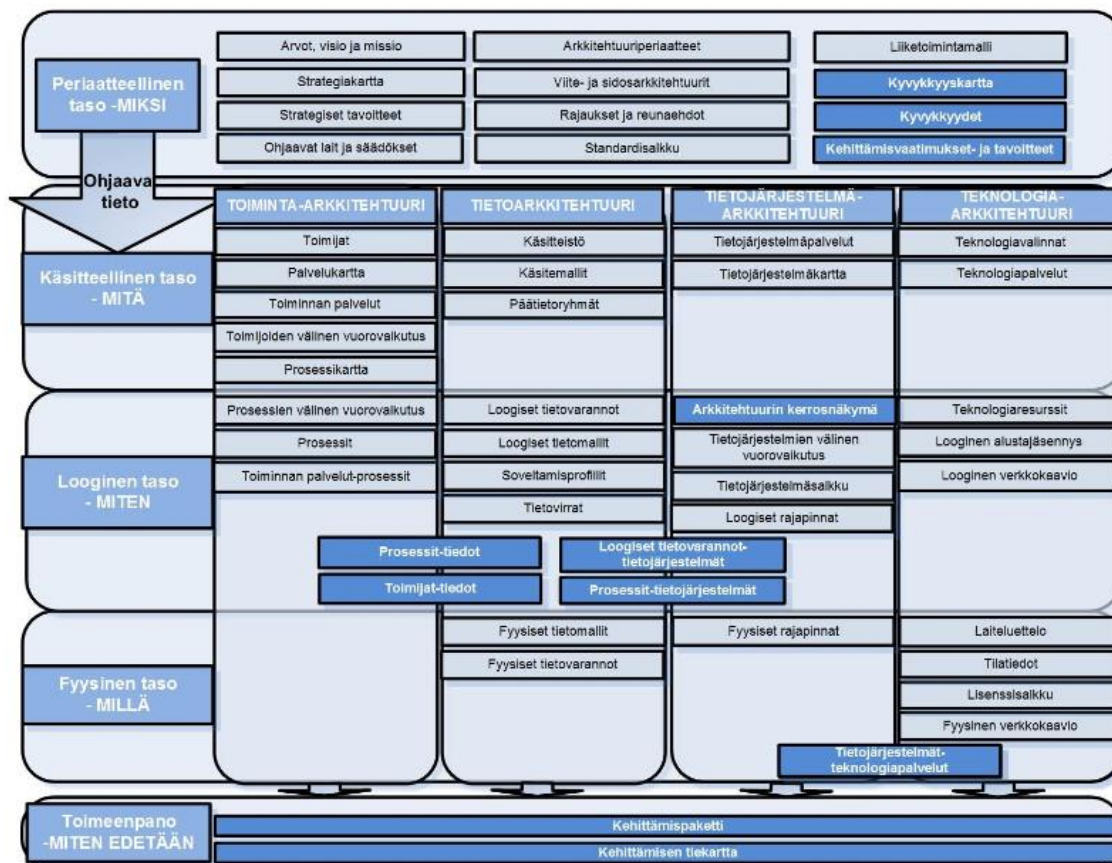 Periaatteellinen
taso -MIKSI
Arvot, visio ja missio
Strategiakartta
Strategiset tavoitteet
Ohjaavat lait ja säädökset
Arkkitehtuuriperiaatteet
Viite- ja sidosarkkitehtuurit
Rajaukset ja reunaehdot
Standardisalkku
Liiketoimintamalli
Kyvykkyyskartta
Kyvykkyydet
Kehittämisvaatimukset- ja tavoitteet
Ohjaava
tieto
TOIMINTA-ARKKITEHTUURI
TIETOARKKITEHTUURI
TIETOJÄRJESTELMÄ-
ARKKITEHTUURI
TEKNOLOGIA-
ARKKITEHTUURI
Käsitteellinen taso
- MITÄ
Toimijat
Palvelukartta
Toiminnan palvelut
Toimijoiden välinen vuorovaikutus
Prosessikartta
Käsitteistö
Käsitemallit
Päätietoryhmät
Tietojärjestelmäpalvelut
Tietojärjestelmäkartta
Teknologiavalinnat
Teknologiapalvelut
Looginen taso
- MITEN
Prosessien välinen vuorovaikutus
Prosessit
Toiminnan palvelut-prosessit
Loogiset tietovarannot
Loogiset tietomallit
Soveltamisprofiilit
Tietovirrat
Arkkitehtuurin kerrosnäkymä
Tietojärjestelmien välinen
vuorovaikutus
Tietojärjestelmäsalkku
Loogiset rajapinnat
Teknologiaresurssit
Looginen alustajäsennys
Looginen verkkokaavio
Prosessit-tiedot
Toimijat-tiedot
Loogiset tietovarannot-
tietojärjestelmät
Prosessit-tietojärjestelmät
Fyysinen taso
- MILLÄ
Fyysiset tietomallit
Fyysiset tietovarannot
Fyysiset rajapinnat
Laiteluettelo
Tilatiedot
Lisenssisalkku
Fyysinen verkkokaavio
Tietojärjestelmät-
teknologiapalvelut
Toimeenpano
-MITEN EDETÄÄN
Kehittämispaketti
Kehittämisen tiekartta